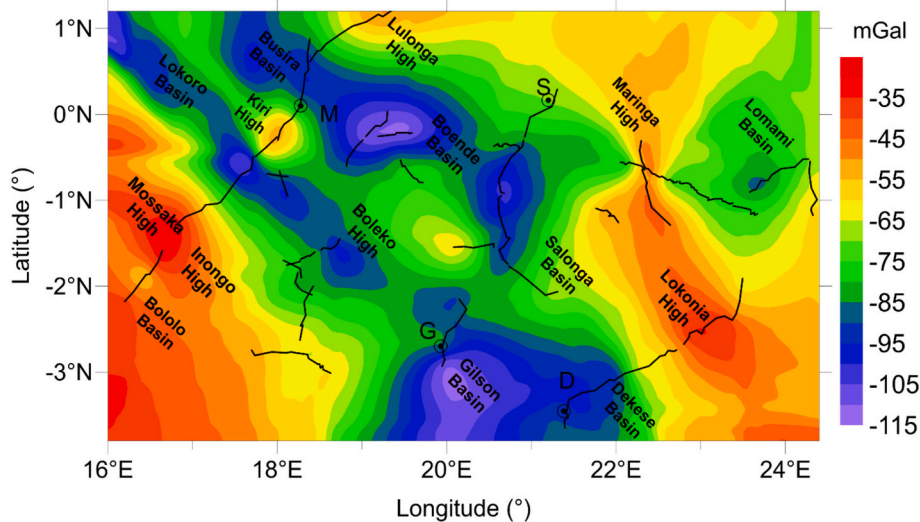 1°N
0°N
-1°N
-2°N
-3°N
Latitude (°)
16°E
18°E
20°E
22°E
24°E
Longitude (°)
mGal
-35
-45
-55
-65
-75
-85
-95
-105
-115
Lokoro
Basin
Busira
Basin
Lulonga
High
Kiri
High
M
Boende
Basin
S
Maringa
High
Lomami
Basin
Mossaka
High
Inongo
High
Bololo
Basin
Boleko
High
Salonga
Basin
Lokonia
High
G
Gilson
Basin
D
Dekese
Basin